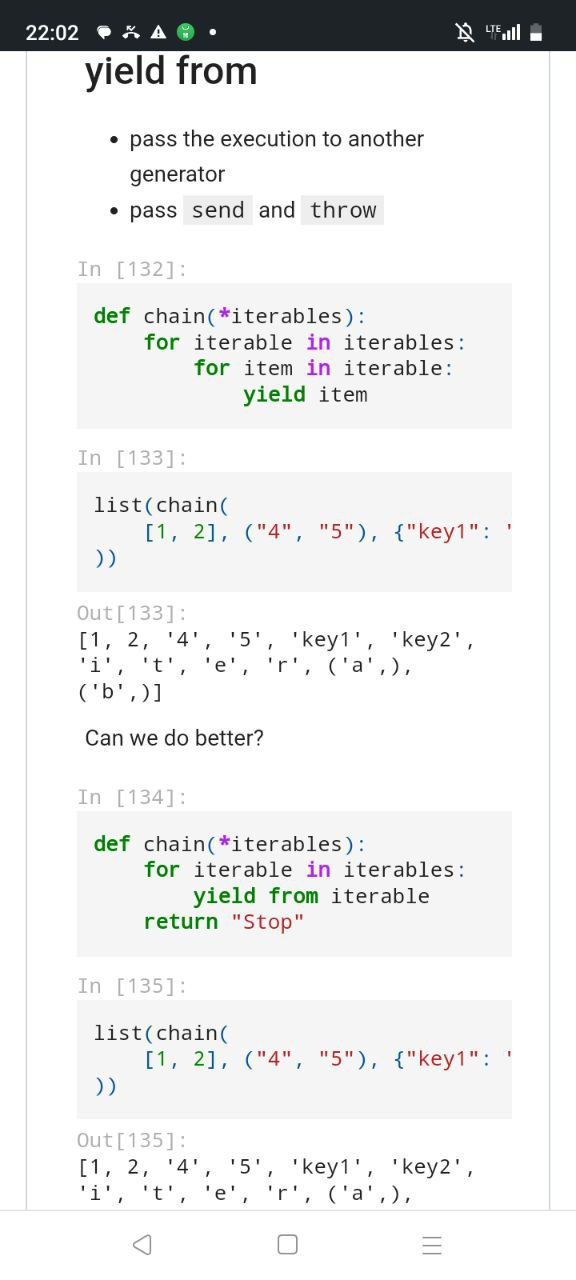 22:02
LTE
yield from
• pass the execution to another
generator
• pass send and throw
In [132]:
def chain(*iterables):
    for iterable in iterables:
        for item in iterable:
            yield item
In [133]:
list(chain(
    [1, 2], ("4", "5"), {"key1": '
))
Out[133]:
[1, 2, '4', '5', 'key1', 'key2',
'i', 't', 'e', 'r', ('a',),
('b',)]
Can we do better?
In [134]:
def chain(*iterables):
    for iterable in iterables:
        yield from iterable
    return "Stop"
In [135]:
list(chain(
    [1, 2], ("4", "5"), {"key1": '
))
Out[135]:
[1, 2, '4', '5', 'key1', 'key2',
'i', 't', 'e', 'r', ('a',),